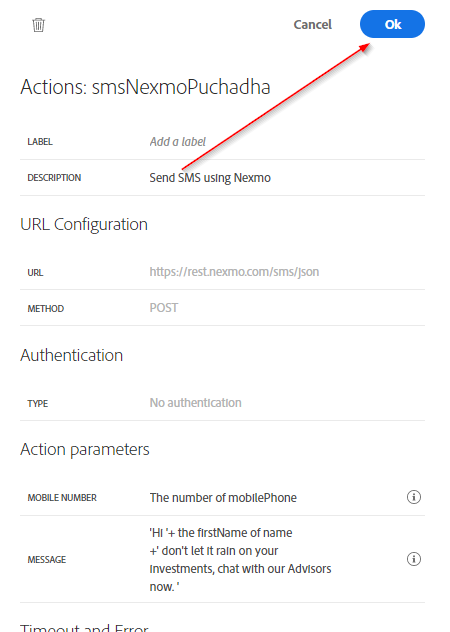 Cancel
Ok
Actions: smsNexmoPuchadha
LABEL Add a label
DESCRIPTION Send SMS using Nexmo
URL Configuration
URL https://rest.nexmo.com/sms/json
METHOD POST
Authentication
TYPE No authentication
Action parameters
MOBILE NUMBER The number of mobilePhone
MESSAGE 'Hi '+ the firstName of name
+' don't let it rain on your
investments, chat with our Advisors
now. '
Timeout and Error